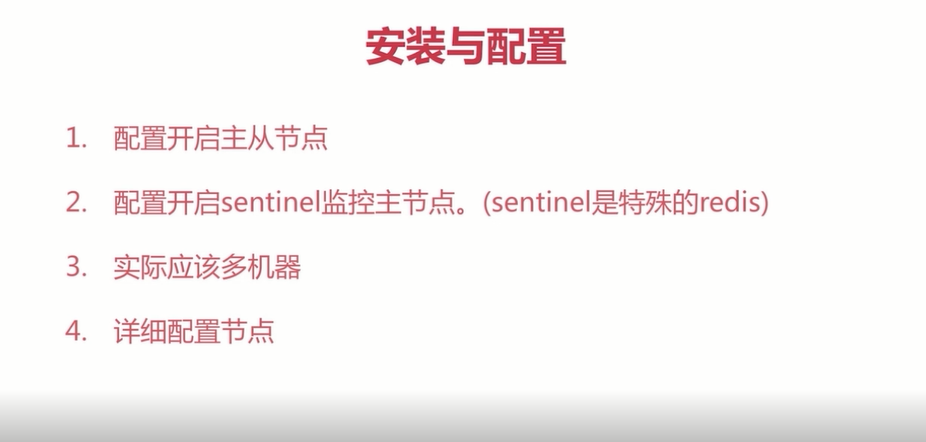 安装与配置
1. 配置开启主从节点
2. 配置开启sentinel监控主节点。(sentinel是特殊的redis)
3. 实际应该多机器
4. 详细配置节点